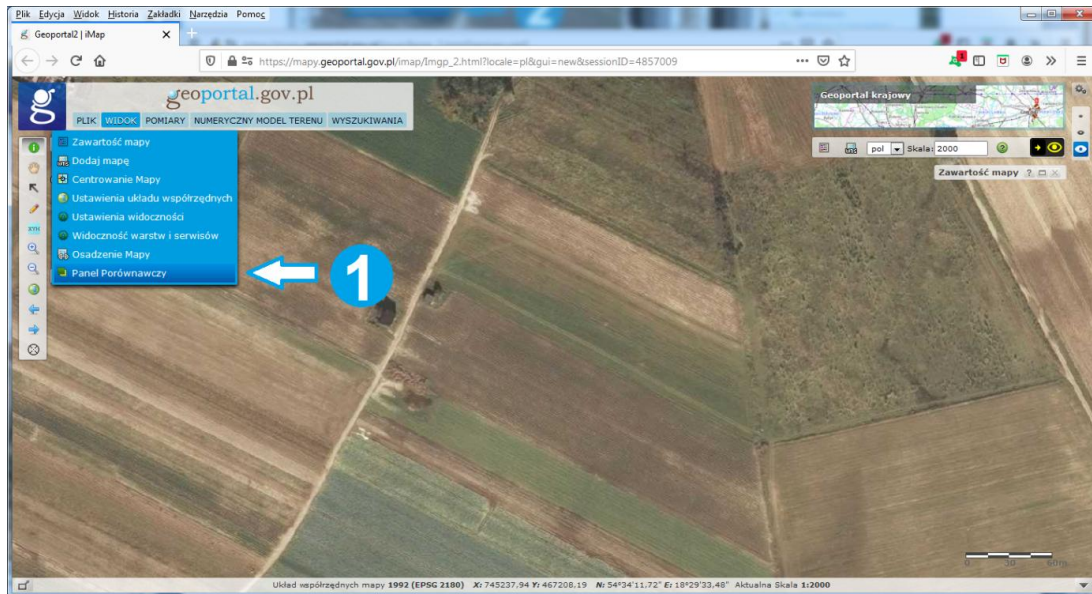 Plik Edycja Widok Historia Zakładki Narzędzia Pomoc
Geoportal2 | iMap
https://mapy.geoportal.gov.pl/imap/Imgp_2.html?locale=pl&gui=new&sessionID=4857009
geoportal.gov.pl
Geoportal krajowy
PLIK WIDOK POMIARY NUMERYCZNY MODEL TERENU WYSZUKIWANIA
Zawartość mapy
pol Skala: 2000
Dodaj mapę
Zawartość mapy ?
Centrowanie Mapy
Ustawienia układu współrzędnych
Ustawienia widoczności
XYH
Widoczność warstw i serwisów
Osadzenie Mapy
Panel Porównawczy
1
0 30 60m
Układ współrzędnych mapy 1992 (EPSG 2180) X: 745237.94 Y: 467208.19 N: 54°34'11.72" E: 18°29'33.48" Aktualna Skala 1:2000